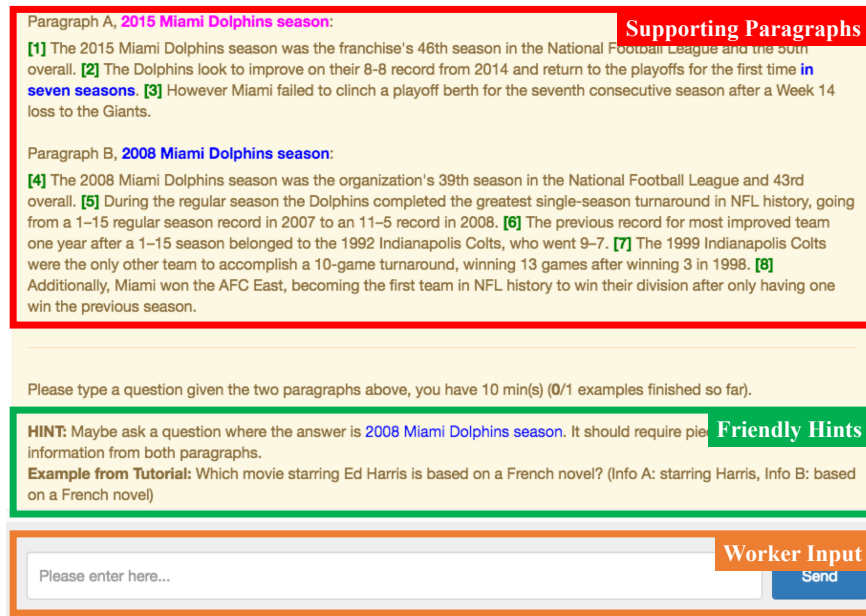 Paragraph A, 2015 Miami Dolphins season:
Supporting Paragraphs
[1] The 2015 Miami Dolphins season was the franchise's 46th season in the National Football League and the 50th
overall. [2] The Dolphins look to improve on their 8-8 record from 2014 and return to the playoffs for the first time in
seven seasons. [3] However Miami failed to clinch a playoff berth for the seventh consecutive season after a Week 14
loss to the Giants.
Paragraph B, 2008 Miami Dolphins season:
[4] The 2008 Miami Dolphins season was the organization's 39th season in the National Football League and 43rd
overall. [5] During the regular season the Dolphins completed the greatest single-season turnaround in NFL history, going
from a 1–15 regular season record in 2007 to an 11–5 record in 2008. [6] The previous record for most improved team
one year after a 1–15 season belonged to the 1992 Indianapolis Colts, who went 9–7. [7] The 1999 Indianapolis Colts
were the only other team to accomplish a 10-game turnaround, winning 13 games after winning 3 in 1998. [8]
Additionally, Miami won the AFC East, becoming the first team in NFL history to win their division after only having one
win the previous season.
Please type a question given the two paragraphs above, you have 10 min(s) (0/1 examples finished so far).
HINT: Maybe ask a question where the answer is 2008 Miami Dolphins season. It should require
Friendly Hints
information from both paragraphs.
Example from Tutorial: Which movie starring Ed Harris is based on a French novel? (Info A: starring Harris, Info B: based
on a French novel)
Worker Input
Please enter here...
Send